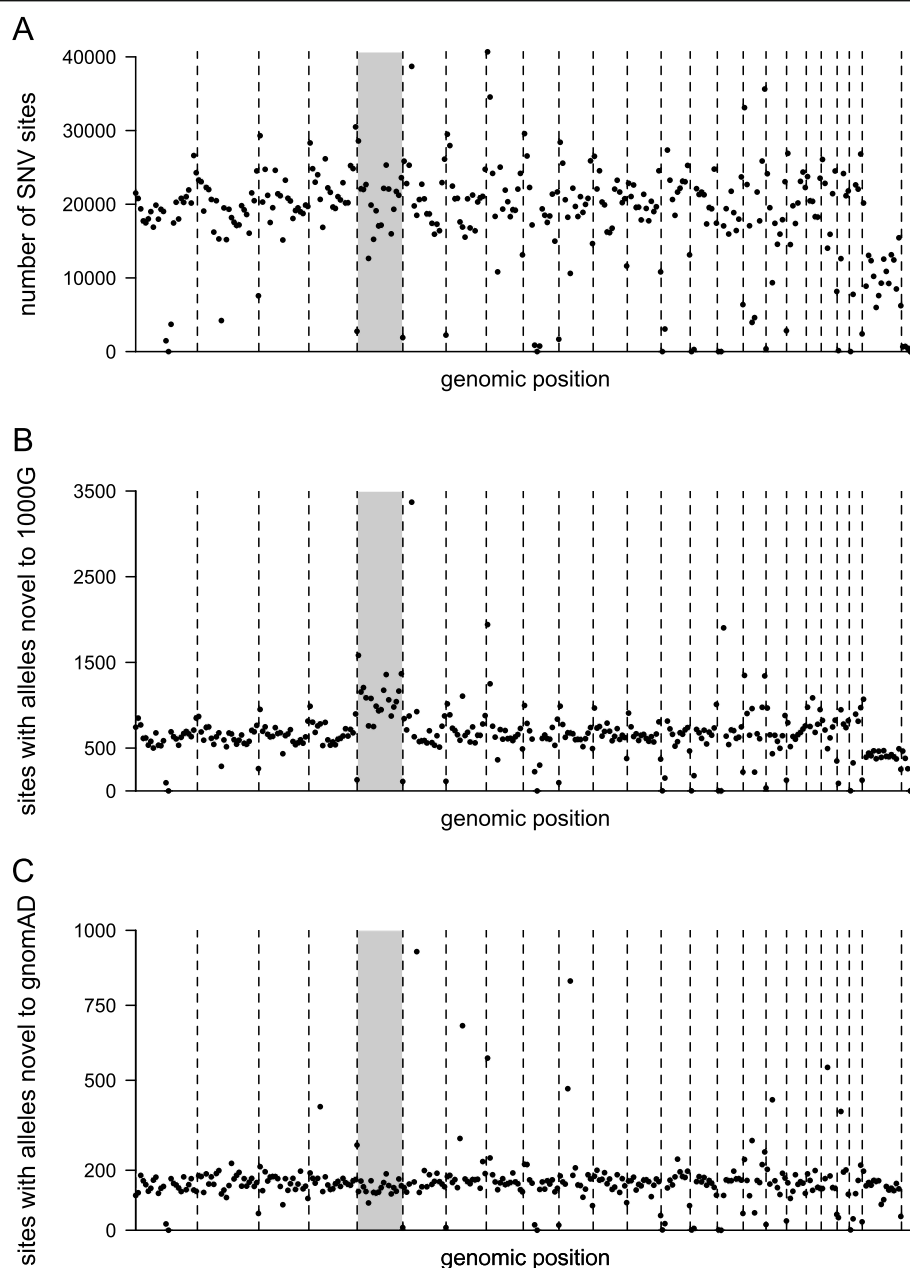 A
number of SNV sites
40000
30000
20000
10000
0
genomic position
B
sites with alleles novel to 1000G
3500
2500
1500
500
0
genomic position
C
sites with alleles novel to gnomAD
1000
750
500
200
0
genomic position